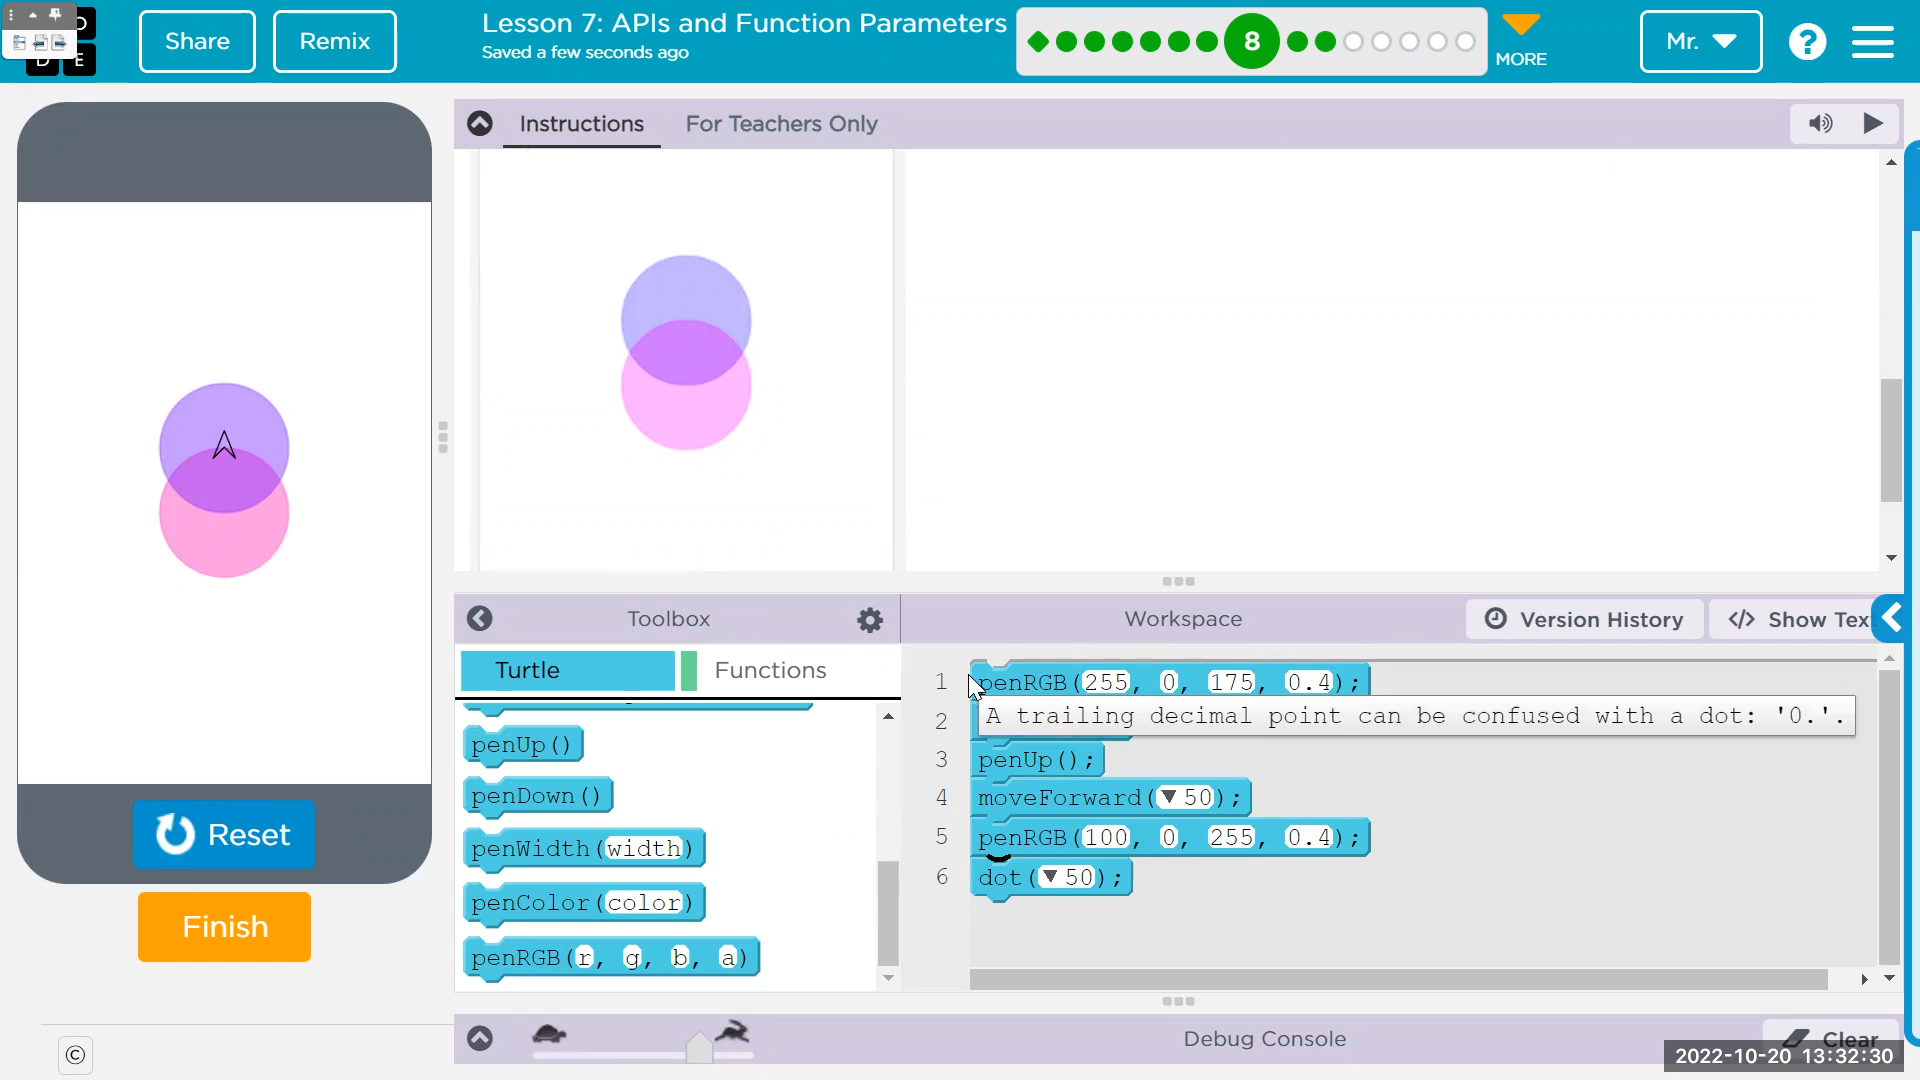 Share
Remix
Lesson 7: APIs and Function Parameters
Saved a few seconds ago
8
MORE
Mr.
?
D
E
Instructions
For Teachers Only
Toolbox
Workspace
Version History
</> Show Tex
Turtle
Functions
penUp()
penDown()
penWidth(width)
penColor(color)
penRGB(r, g, b, a)
1 penRGB(255, 0, 175, 0.4);
A trailing decimal point can be confused with a dot: '0.'.
2
3 penUp();
4 moveForward(▼50);
5 penRGB(100, 0, 255, 0.4);
6 dot(▼50);
Reset
Finish
©
Debug Console
Clear
2022-10-20 13:32:30